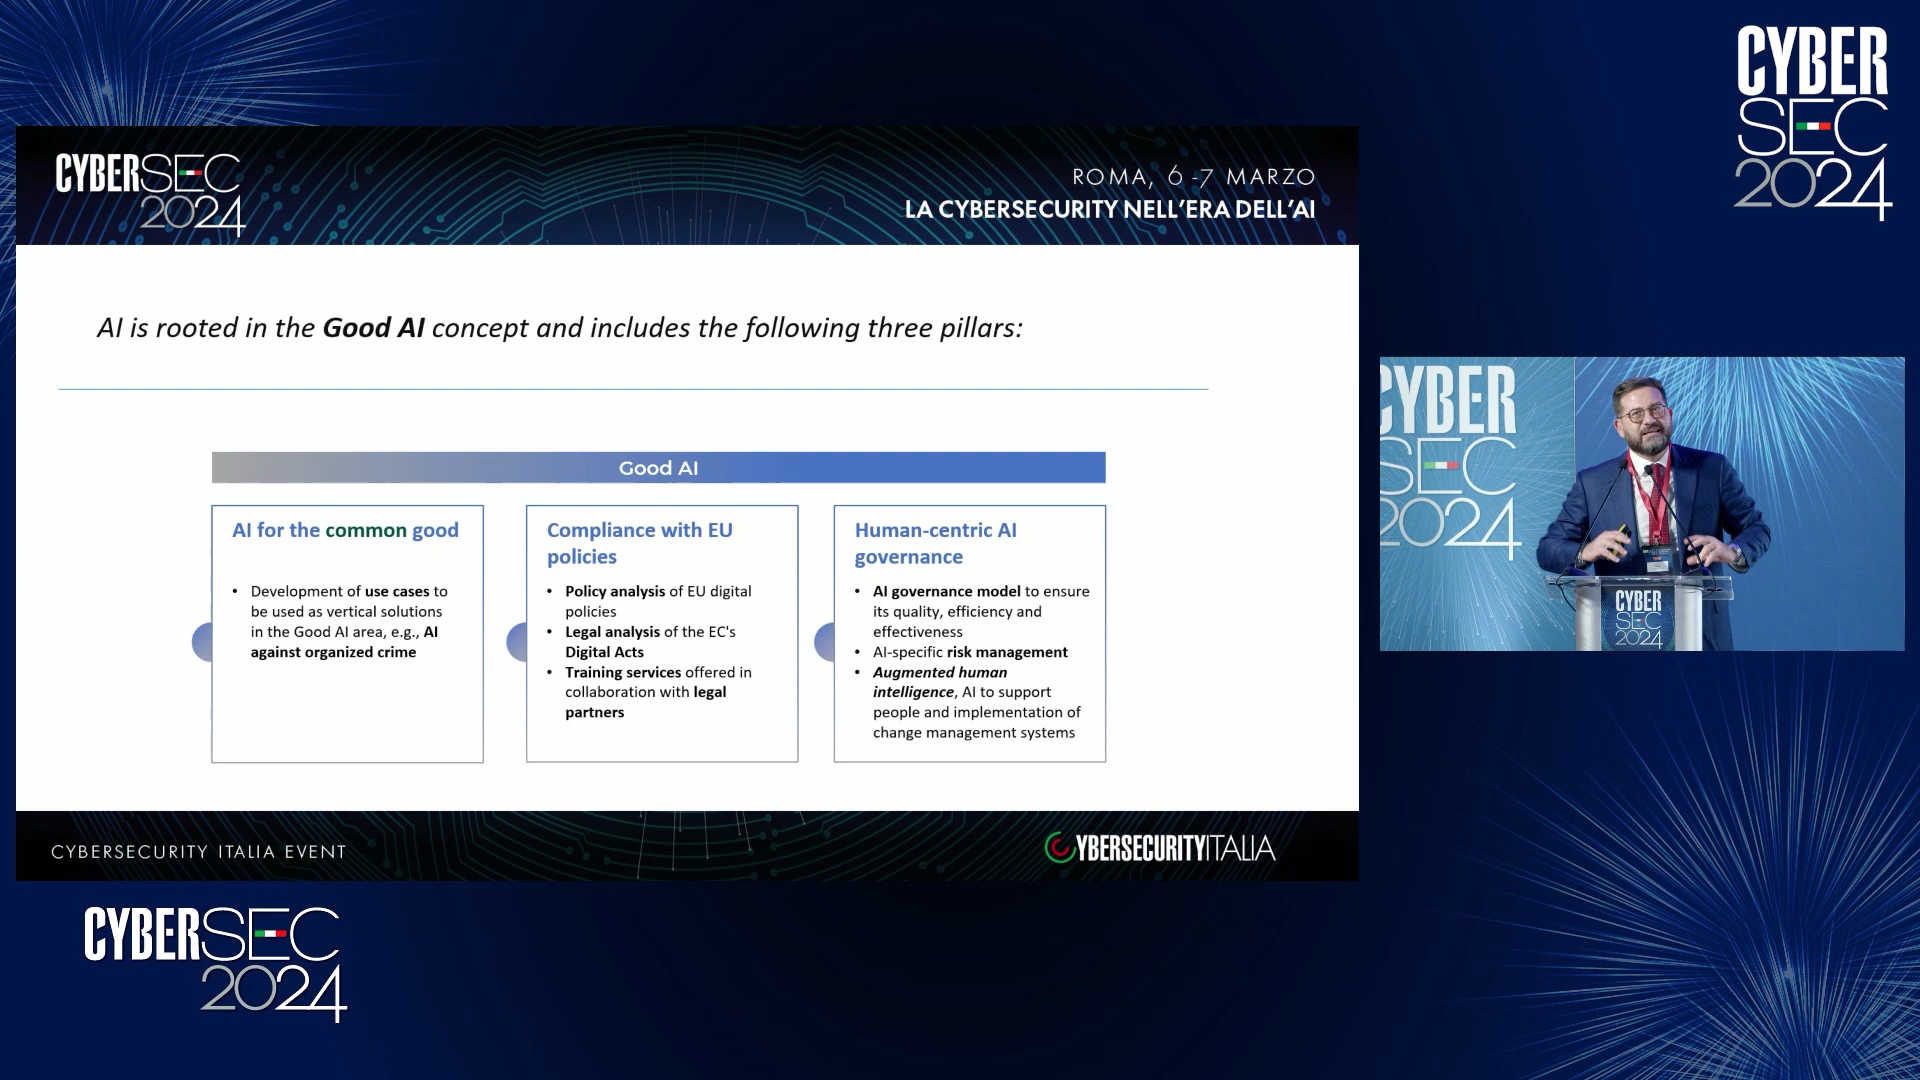 CYBER
SEC
2024
CYBERSEC
2024
ROMA, 6 -7 MARZO
LA CYBERSECURITY NELL'ERA DELL'AI
AI is rooted in the Good AI concept and includes the following three pillars:
Good AI
AI for the common good
• Development of use cases to
be used as vertical solutions
in the Good AI area, e.g., AI
against organized crime
Compliance with EU
policies
• Policy analysis of EU digital
policies
• Legal analysis of the EC's
Digital Acts
• Training services offered in
collaboration with legal
partners
Human-centric AI
governance
• AI governance model to ensure
its quality, efficiency and
effectiveness
• AI-specific risk management
• Augmented human
intelligence, AI to support
people and implementation of
change management systems
CYBERSECURITY ITALIA EVENT
CYBERSECURITYITALIA
CYBER
SEC
2024
CYBER
SEC
2024
CYBERSEC
2024